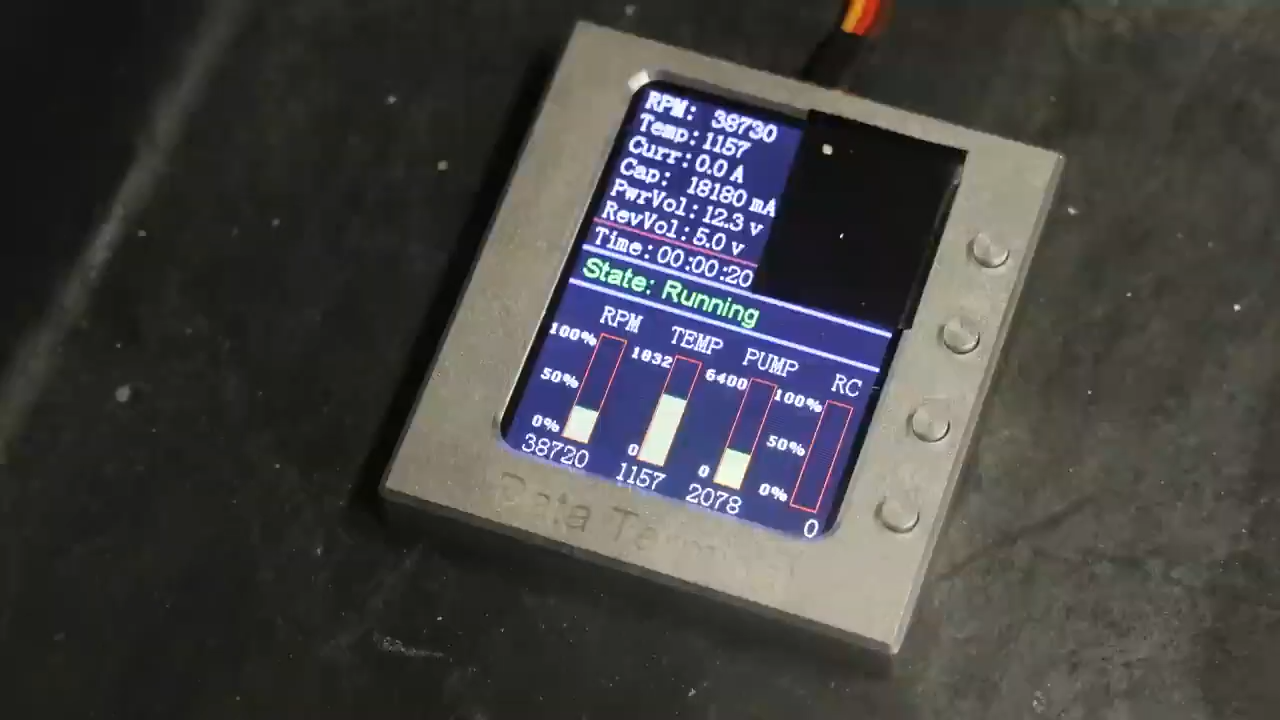 RPM: 38730
Temp: 1157
Curr: 0.0 A
Cap: 18180 mA
PwrVol: 12.3 v
RevVol: 5.0 v
Time: 00:00:20
State: Running
RPM TEMP PUMP RC
100% 1832 6400 100%
50% 50%
0% 0 0 0%
38720 1157 2078 0
Data